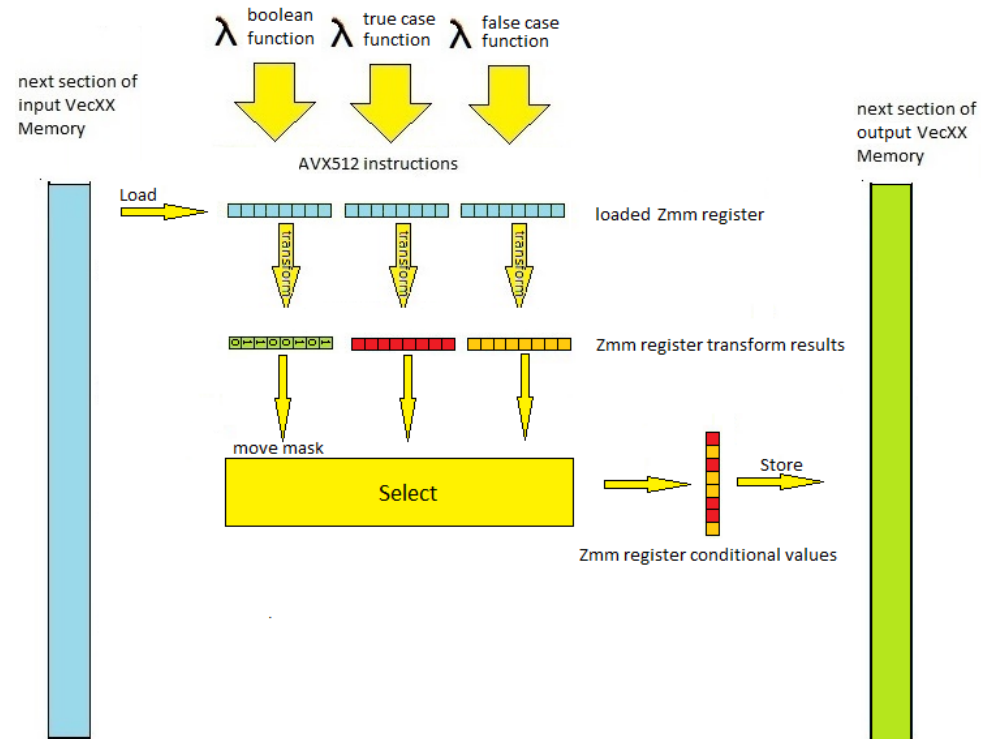 λ boolean function
λ true case function
λ false case function
next section of
input VecXX
Memory
next section of
output VecXX
Memory
AVX512 instructions
Load
loaded Zmm register
transform
transform
transform
01100101
Zmm register transform results
move mask
Select
Store
Zmm register conditional values